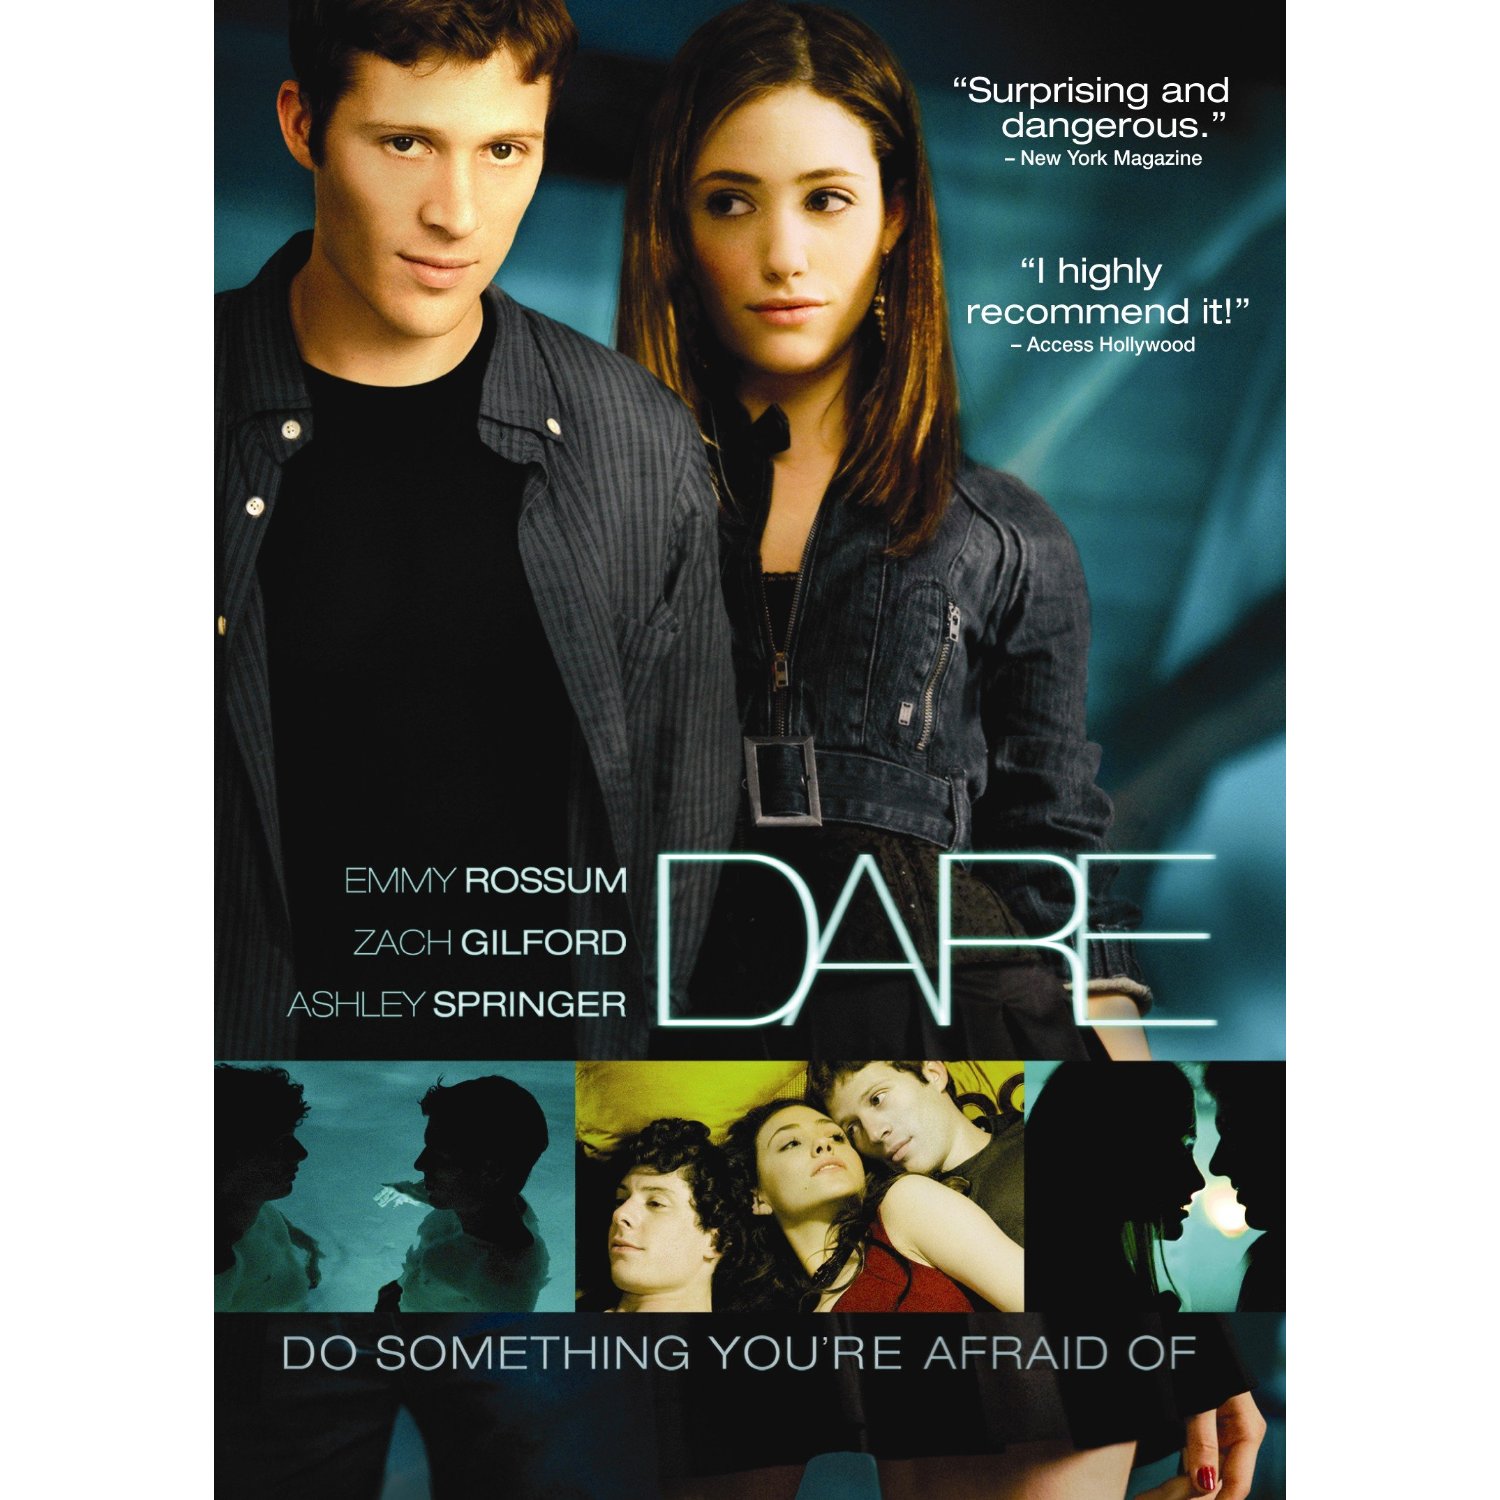 “Surprising and
dangerous.”
– New York Magazine
“I highly
recommend it!”
– Access Hollywood
EMMY ROSSUM
ZACH GILFORD
ASHLEY SPRINGER
DARE
DO SOMETHING YOU'RE AFRAID OF